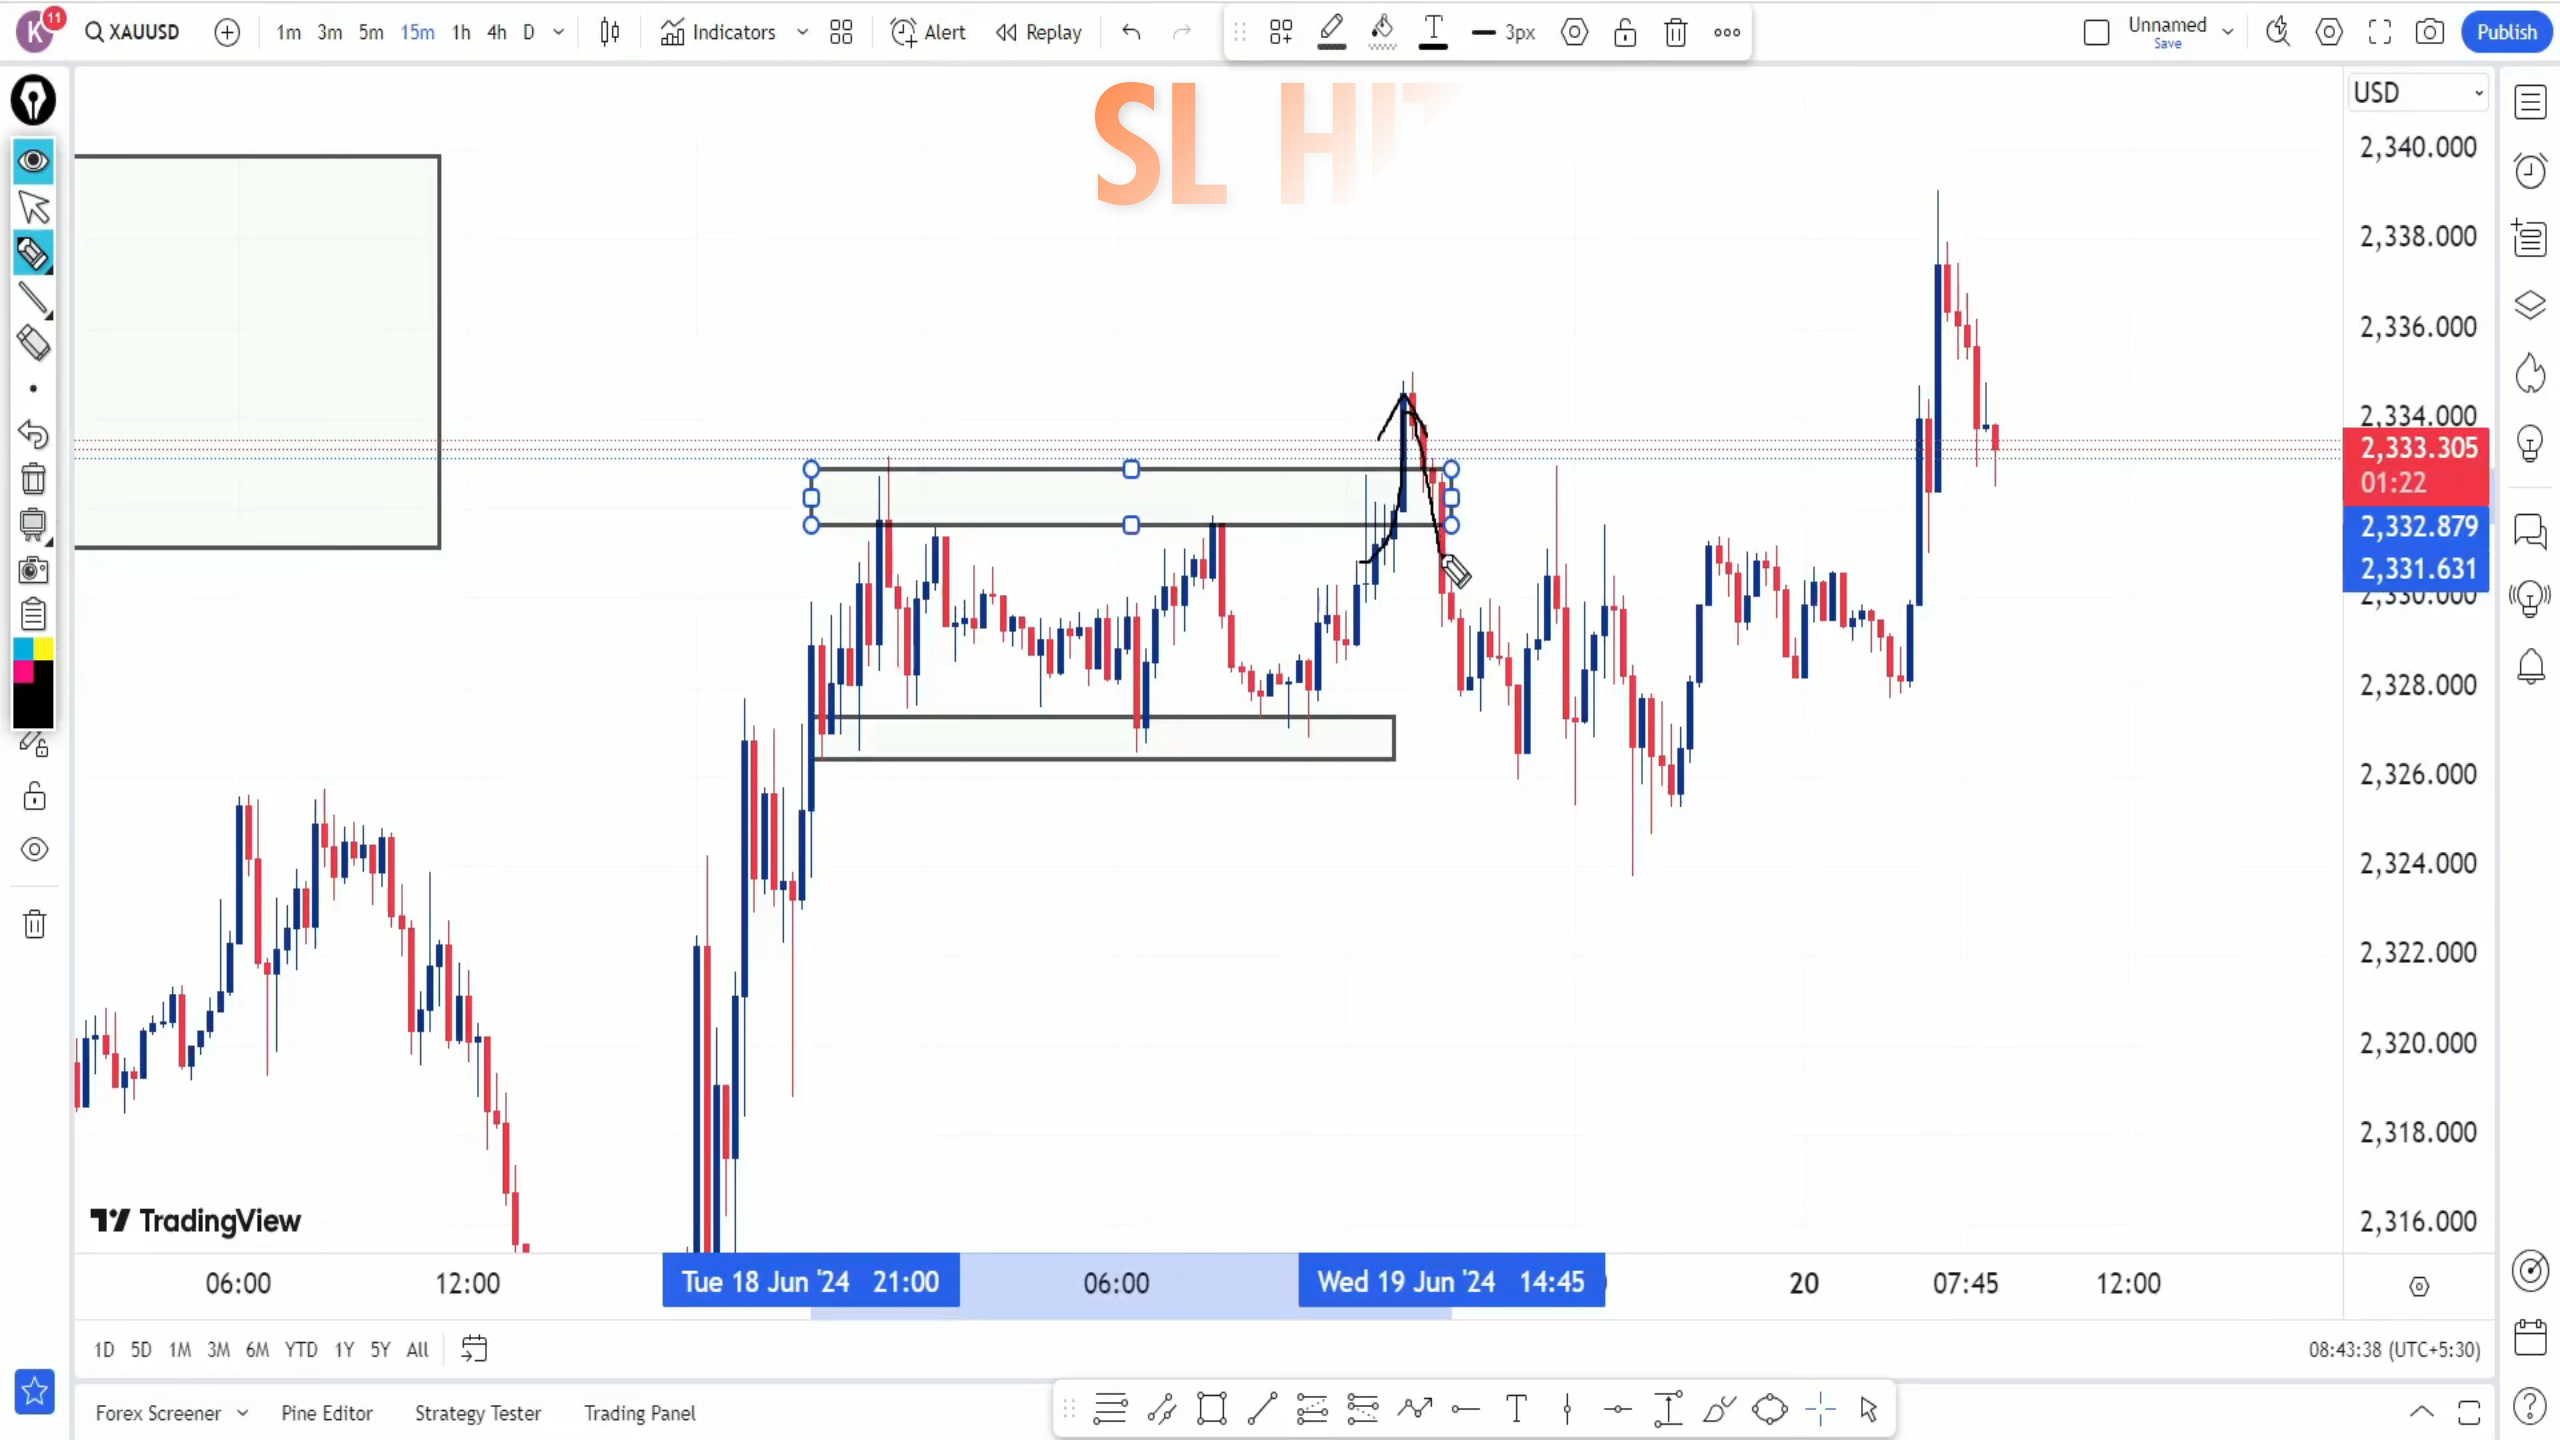 K 11 XAUUSD 1m 3m 5m 15m 1h 4h D Indicators Alert Replay T 3px Unnamed Publish
Save
SL HIT
USD
2,340.000
2,338.000
2,336.000
2,334.000
2,333.305
01:22
2,332.879
2,331.631
2,330.000
2,328.000
2,326.000
2,324.000
2,322.000
2,320.000
2,318.000
2,316.000
TradingView
06:00 12:00 Tue 18 Jun '24 21:00 06:00 Wed 19 Jun '24 14:45 20 07:45 12:00
1D 5D 1M 3M 6M YTD 1Y 5Y All 08:43:38 (UTC+5:30)
Forex Screener Pine Editor Strategy Tester Trading Panel T